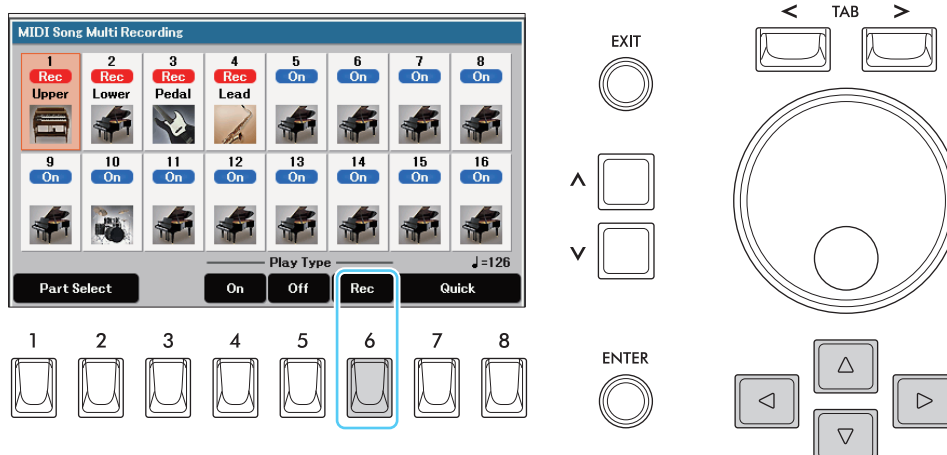 < TAB >
MIDI Song Multi Recording
EXIT
1 2 3 4 5 6 7 8
Rec Rec Rec Rec On On On On
Upper Lower Pedal Lead
9 10 11 12 13 14 15 16
On On On On On On On On
Play Type ♩=126
Part Select On Off Rec Quick
1 2 3 4 5 6 7 8
ENTER